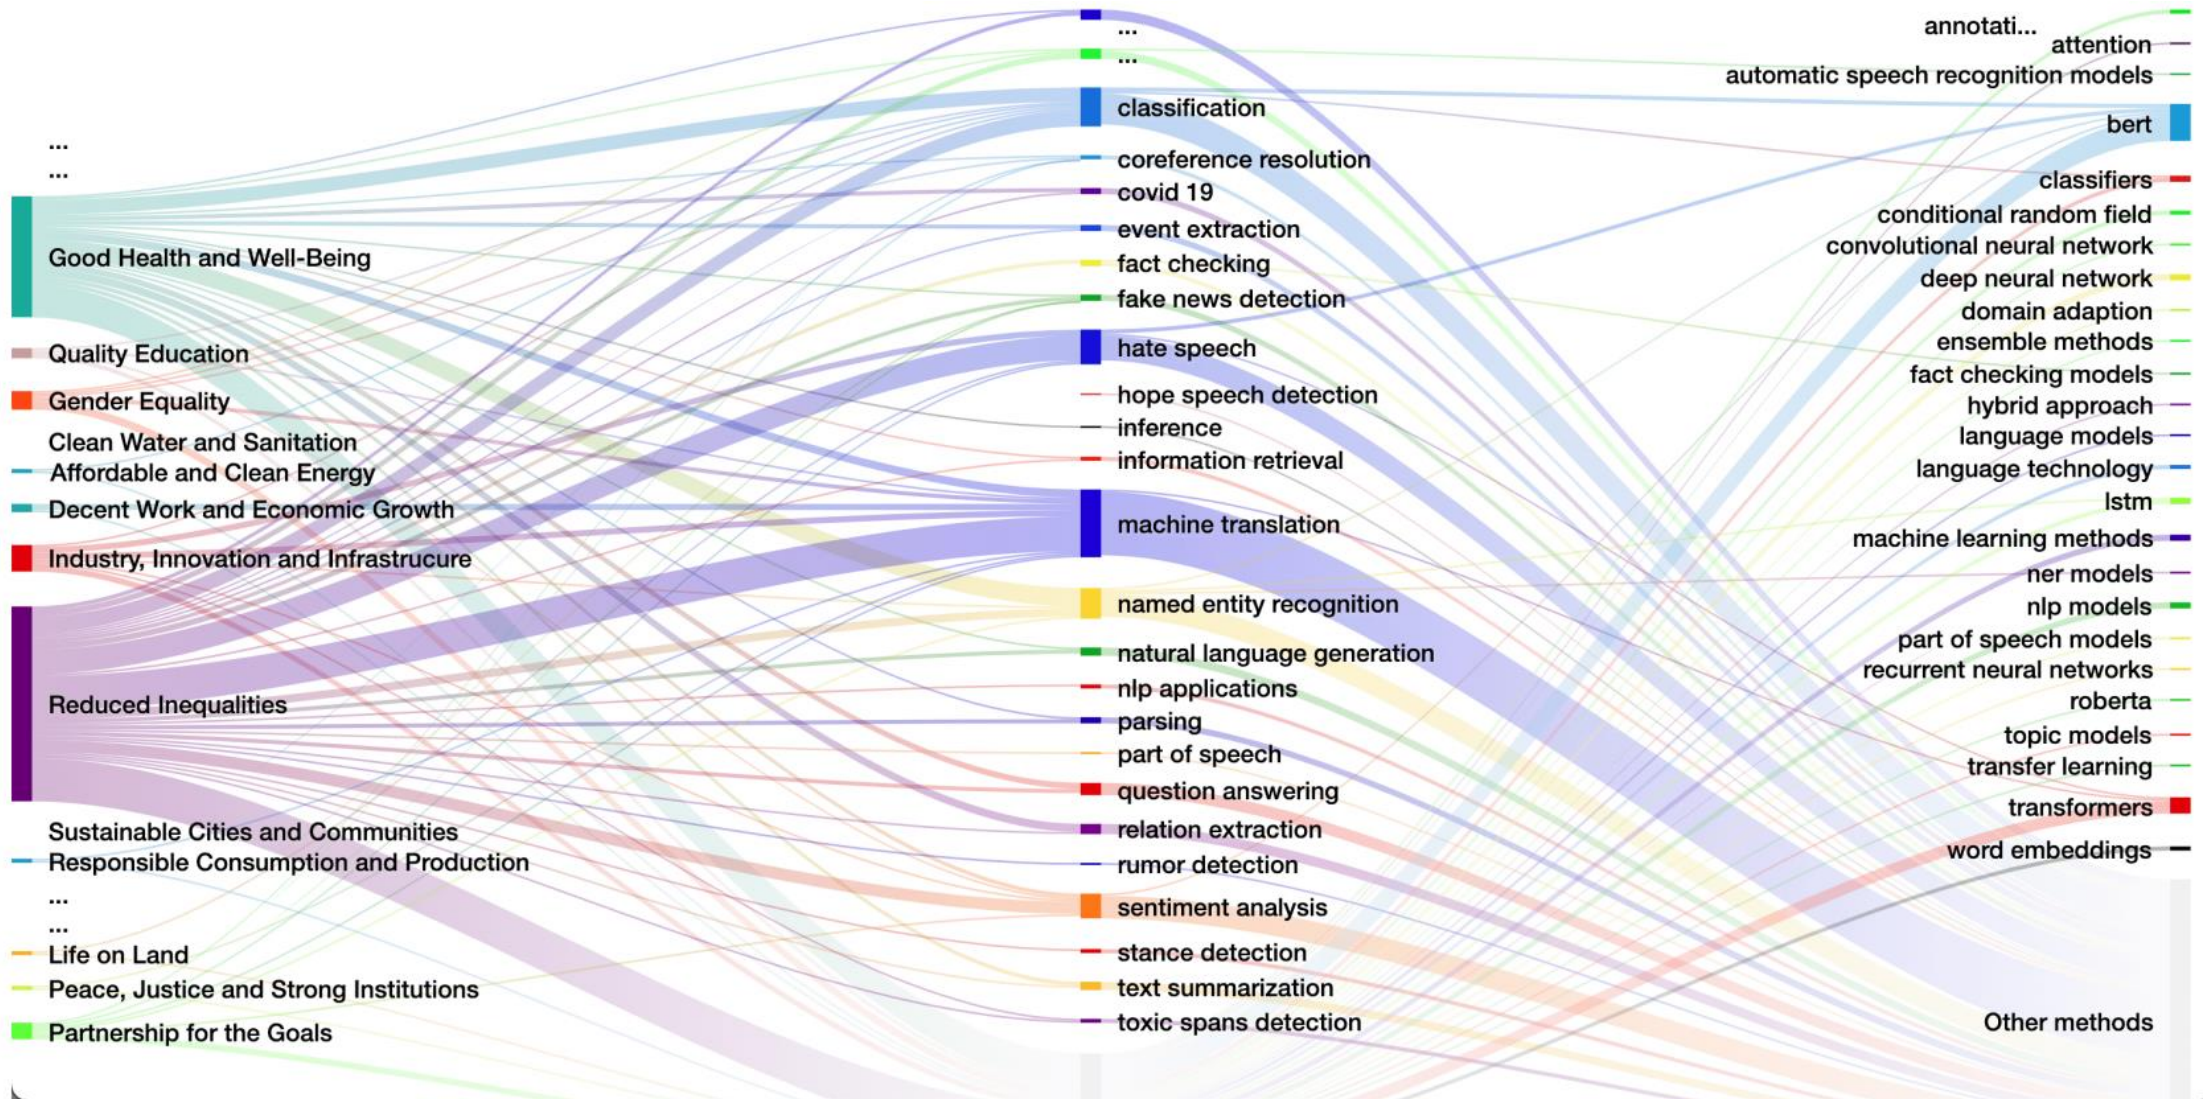 ...
...
Good Health and Well-Being
Quality Education
Gender Equality
Clean Water and Sanitation
Affordable and Clean Energy
Decent Work and Economic Growth
Industry, Innovation and Infrastrucure
Reduced Inequalities
Sustainable Cities and Communities
Responsible Consumption and Production
...
...
Life on Land
Peace, Justice and Strong Institutions
Partnership for the Goals
...
...
classification
coreference resolution
covid 19
event extraction
fact checking
fake news detection
hate speech
hope speech detection
inference
information retrieval
machine translation
named entity recognition
natural language generation
nlp applications
parsing
part of speech
question answering
relation extraction
rumor detection
sentiment analysis
stance detection
text summarization
toxic spans detection
annotati...
attention
automatic speech recognition models
bert
classifiers
conditional random field
convolutional neural network
deep neural network
domain adaption
ensemble methods
fact checking models
hybrid approach
language models
language technology
lstm
machine learning methods
ner models
nlp models
part of speech models
recurrent neural networks
roberta
topic models
transfer learning
transformers
word embeddings
Other methods